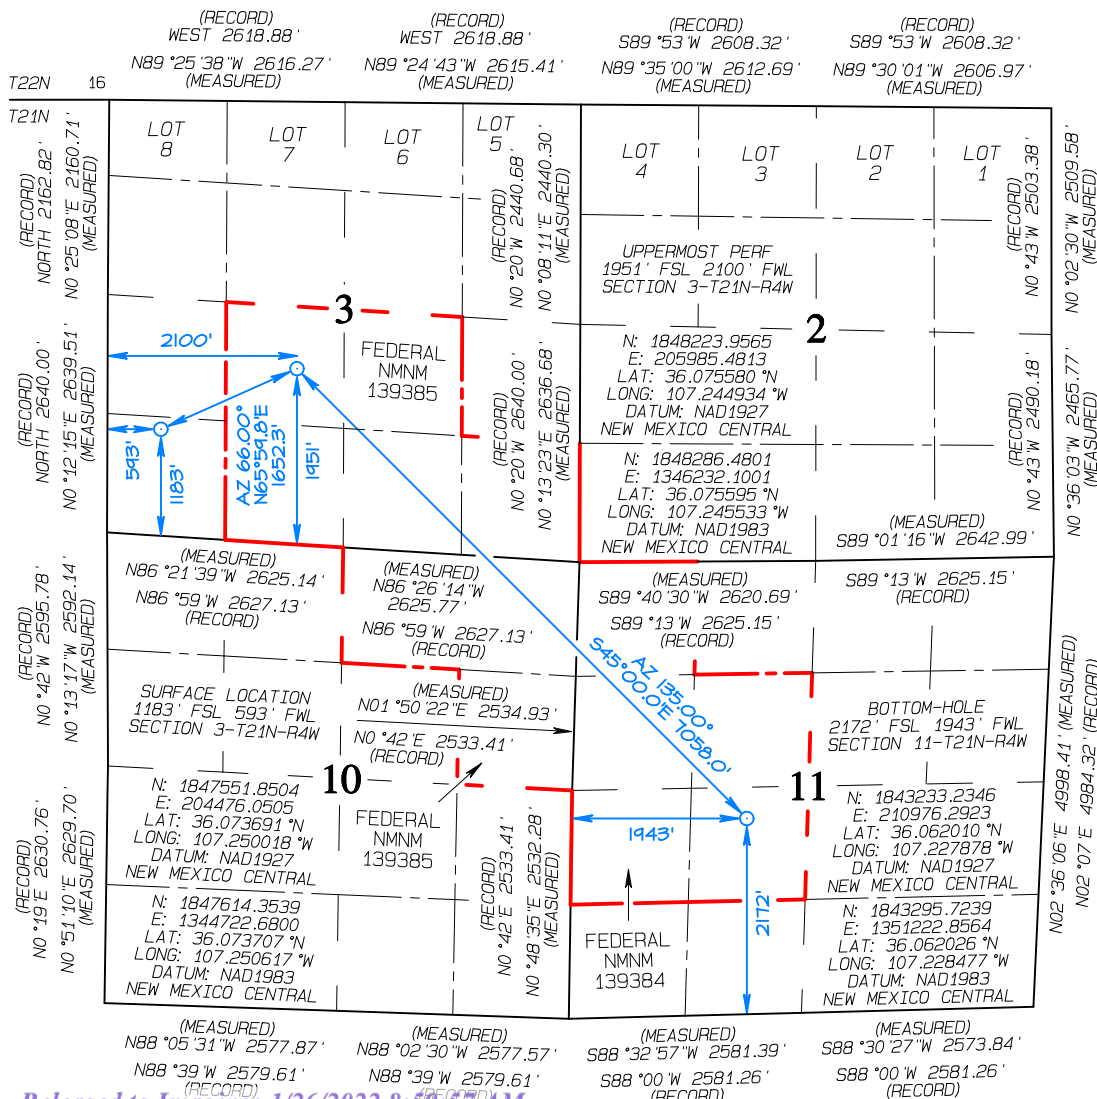 (RECORD)
WEST 2618.88'
N89°25'38"W 2616.27'
(MEASURED)
(RECORD)
WEST 2618.88'
N89°24'43"W 2615.41'
(MEASURED)
(RECORD)
S89°53'W 2608.32'
N89°35'00"W 2612.69'
(MEASURED)
(RECORD)
S89°53'W 2608.32'
N89°30'01"W 2606.97'
(MEASURED)
T22N 16
T21N
LOT
8
LOT
7
LOT
6
LOT
5
LOT
4
LOT
3
LOT
2
LOT
1
(RECORD)
NORTH 2162.82'
N0°25'08"E 2160.71'
(MEASURED)
(RECORD)
N0°20'W 2440.68'
N0°08'11"E 2440.30'
(MEASURED)
(RECORD)
N0°43'W 2503.38'
N0°02'30"W 2509.58'
(MEASURED)
UPPERMOST PERF
1951' FSL 2100' FWL
SECTION 3-T21N-R4W
3
2
2100'
FEDERAL
NMNM
139385
N: 1848223.9565
E: 205985.4813
LAT: 36.075580°N
LONG: 107.244934°W
DATUM: NAD1927
NEW MEXICO CENTRAL
(RECORD)
NORTH 2640.00'
N0°12'15"E 2639.51'
(MEASURED)
593'
1183'
AZ 66.00°
N65°59.8'E
1652.3'
1951'
(RECORD)
N0°20'W 2640.00'
N0°13'23"E 2636.68'
(MEASURED)
N: 1848286.4801
E: 1346232.1001
LAT: 36.075595°N
LONG: 107.245533°W
DATUM: NAD1983
NEW MEXICO CENTRAL
(RECORD)
N0°43'W 2490.18'
N0°36'03"W 2465.77'
(MEASURED)
(MEASURED)
S89°01'16"W 2642.99'
(MEASURED)
N86°21'39"W 2625.14'
N86°59'W 2627.13'
(RECORD)
(MEASURED)
N86°26'14"W
2625.77'
N86°59'W 2627.13'
(RECORD)
(MEASURED)
S89°40'30"W 2620.69'
S89°13'W 2625.15'
(RECORD)
S89°13'W 2625.15'
(RECORD)
(RECORD)
N0°42'W 2595.78'
N0°13'17"W 2592.14'
(MEASURED)
AZ 135.00°
S45°00.0'E 7058.0'
SURFACE LOCATION
1183' FSL 593' FWL
SECTION 3-T21N-R4W
(MEASURED)
N01°50'22"E 2534.93'
N0°42'E 2533.41'
(RECORD)
BOTTOM-HOLE
2172' FSL 1943' FWL
SECTION 11-T21N-R4W
N02°36'06"E 4998.41' (MEASURED)
N02°07'E 4984.32' (RECORD)
10
11
N: 1847551.8504
E: 204476.0505
LAT: 36.073691°N
LONG: 107.250018°W
DATUM: NAD1927
NEW MEXICO CENTRAL
FEDERAL
NMNM
139385
1943'
N: 1843233.2346
E: 210976.2923
LAT: 36.062010°N
LONG: 107.227878°W
DATUM: NAD1927
NEW MEXICO CENTRAL
(RECORD)
N0°19'E 2630.76'
N0°51'10"E 2629.70'
(MEASURED)
N: 1847614.3539
E: 1344722.6800
LAT: 36.073707°N
LONG: 107.250617°W
DATUM: NAD1983
NEW MEXICO CENTRAL
(RECORD)
N0°42'E 2533.41'
N0°48'35"E 2532.28'
(MEASURED)
FEDERAL
NMNM
139384
2172'
N: 1843295.7239
E: 1351222.8564
LAT: 36.062026°N
LONG: 107.228477°W
DATUM: NAD1983
NEW MEXICO CENTRAL
(MEASURED)
N88°05'31"W 2577.87'
N88°39'W 2579.61'
(RECORD)
(MEASURED)
N88°02'30"W 2577.57'
N88°39'W 2579.61'
(RECORD)
(MEASURED)
S88°32'57"W 2581.39'
S88°00'W 2581.26'
(RECORD)
(MEASURED)
S88°30'27"W 2573.84'
S88°00'W 2581.26'
(RECORD)
Released to Imaging: 1/26/2022